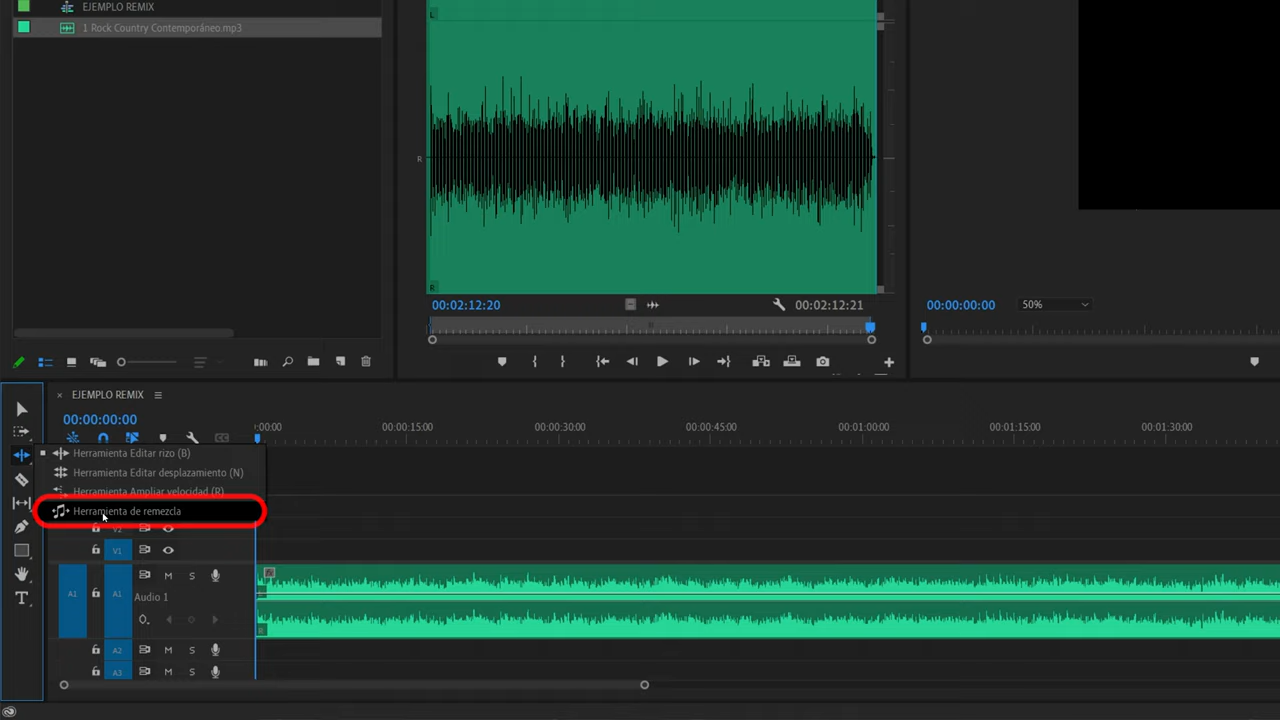 EJEMPLO REMIX
1 Rock Country Contemporáneo.mp3
L
R
R
00:02:12:20
00:02:12:21
00:00:00:00
50%
× EJEMPLO REMIX
00:00:00:00
:00:00
00:00:15:00
00:00:30:00
00:00:45:00
00:01:00:00
00:01:15:00
00:01:30:00
Herramienta Editar rizo (B)
Herramienta Editar desplazamiento (N)
Herramienta Ampliar velocidad (R)
Herramienta de remezcla
V2
V1
A1 A1 M S
Audio 1
fx
R
A2 M S
A3 M S